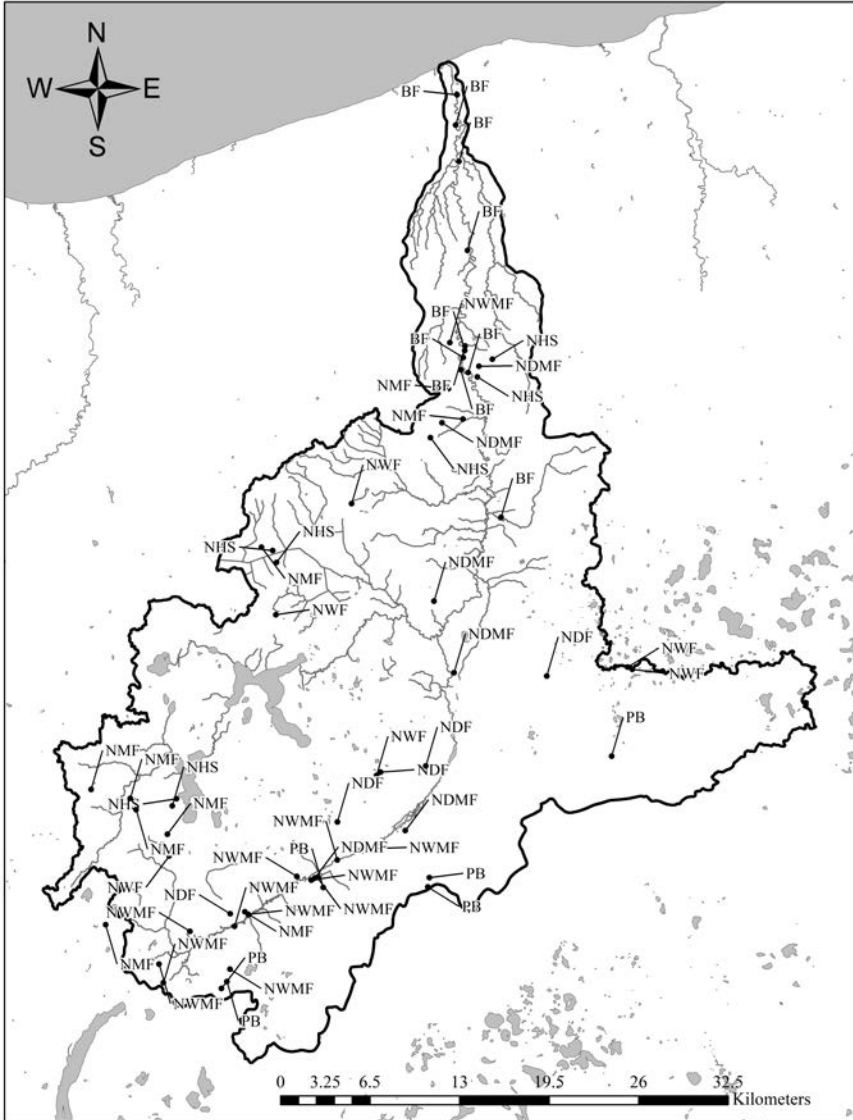 N
W E
S
BF BF
BF
BF
BF NWMF
BF BF
NHS
NDMF
NMF BF
NHS
BF
NMF
NDMF
NHS
NWF
BF
NHS
NHS
NMF
NDMF
NWF
NDMF
NDF
NWF
NWF
PB
NWF NDF
NMF
NMF
NHS
NDF
NDF
NHS
NMF
NDMF
NMF
NWMF
PB NDMF NWMF
NWMF
NWMF
PB
NWF
NDF
NWMF
NWMF
PB
NWMF
NWMF
NMF
NWMF
NMF
PB
NWMF
NWMF
PB
0 3.25 6.5 13 19.5 26 32.5
Kilometers